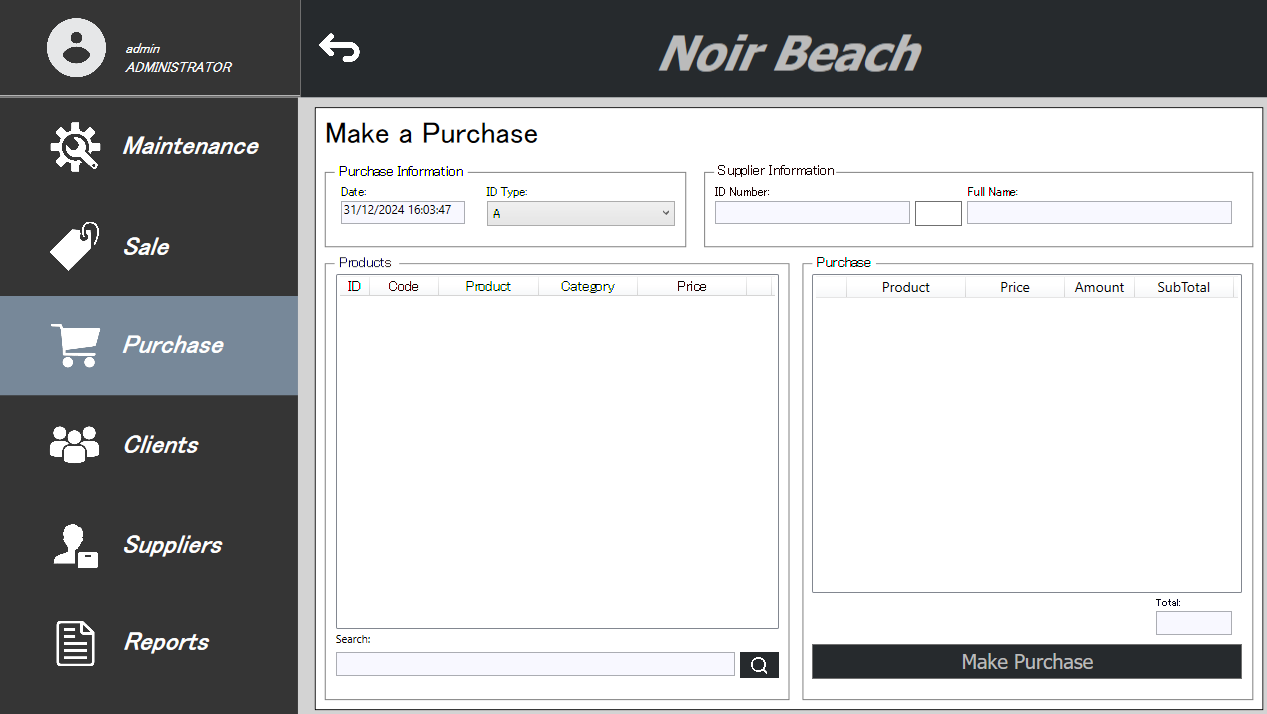 admin
ADMINISTRATOR
Noir Beach
Maintenance
Sale
Purchase
Clients
Suppliers
Reports
Make a Purchase
Purchase Information
Date:
ID Type:
31/12/2024 16:03:47
A
Supplier Information
ID Number:
Full Name:
Products
ID Code Product Category Price
Search:
Purchase
Product Price Amount SubTotal
Total:
Make Purchase